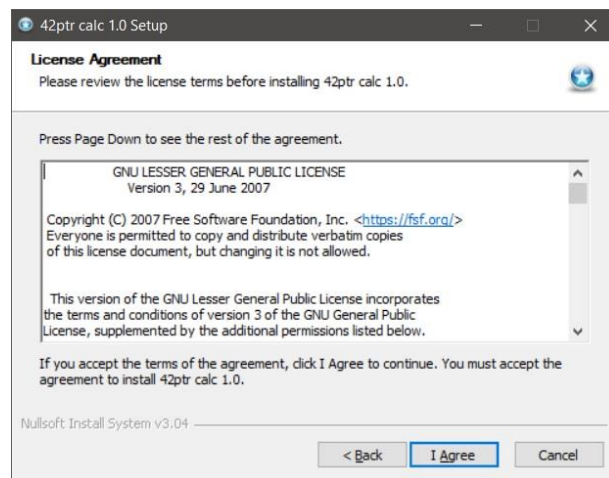 42ptr calc 1.0 Setup
License Agreement
Please review the license terms before installing 42ptr calc 1.0.
Press Page Down to see the rest of the agreement.
GNU LESSER GENERAL PUBLIC LICENSE
Version 3, 29 June 2007
Copyright (C) 2007 Free Software Foundation, Inc. <https://fsf.org/>
Everyone is permitted to copy and distribute verbatim copies
of this license document, but changing it is not allowed.
This version of the GNU Lesser General Public License incorporates
the terms and conditions of version 3 of the GNU General Public
License, supplemented by the additional permissions listed below.
If you accept the terms of the agreement, click I Agree to continue. You must accept the
agreement to install 42ptr calc 1.0.
Nullsoft Install System v3.04
< Back I Agree Cancel